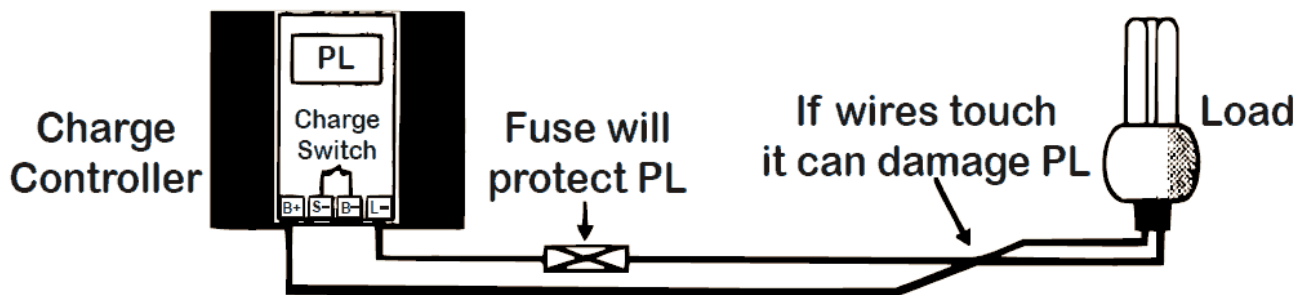 PL
Charge
Switch
B+ S- B- L-
Charge
Controller
Fuse will
protect PL
If wires touch
it can damage PL
Load